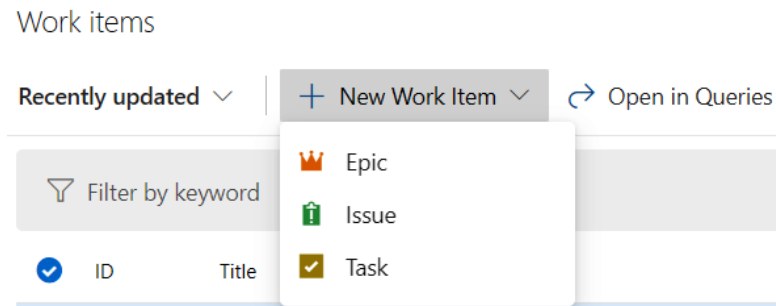 Work items
Recently updated New Work Item Open in Queries
Epic
Filter by keyword
Issue
ID Title Task